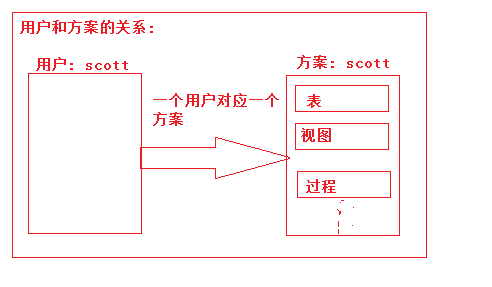 用户和方案的关系:
用户: scott
方案: scott
一个用户对应一个
方案
表
视图
过程